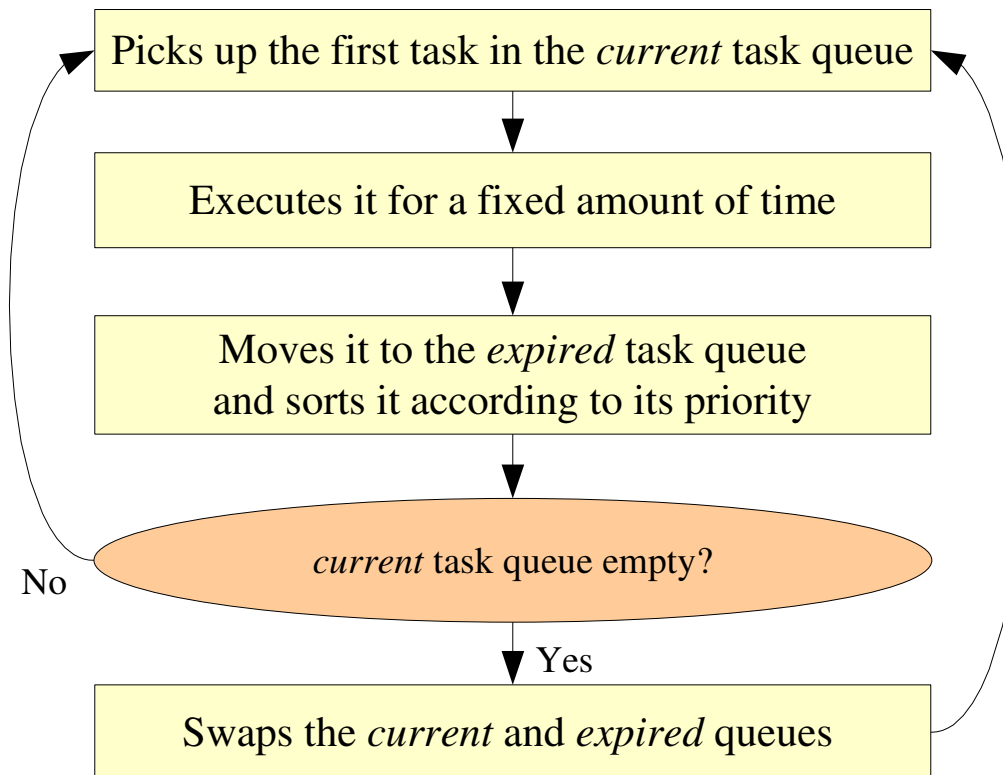 Picks up the first task in the current task queue
Executes it for a fixed amount of time
Moves it to the expired task queue
and sorts it according to its priority
current task queue empty?
No
Yes
Swaps the current and expired queues